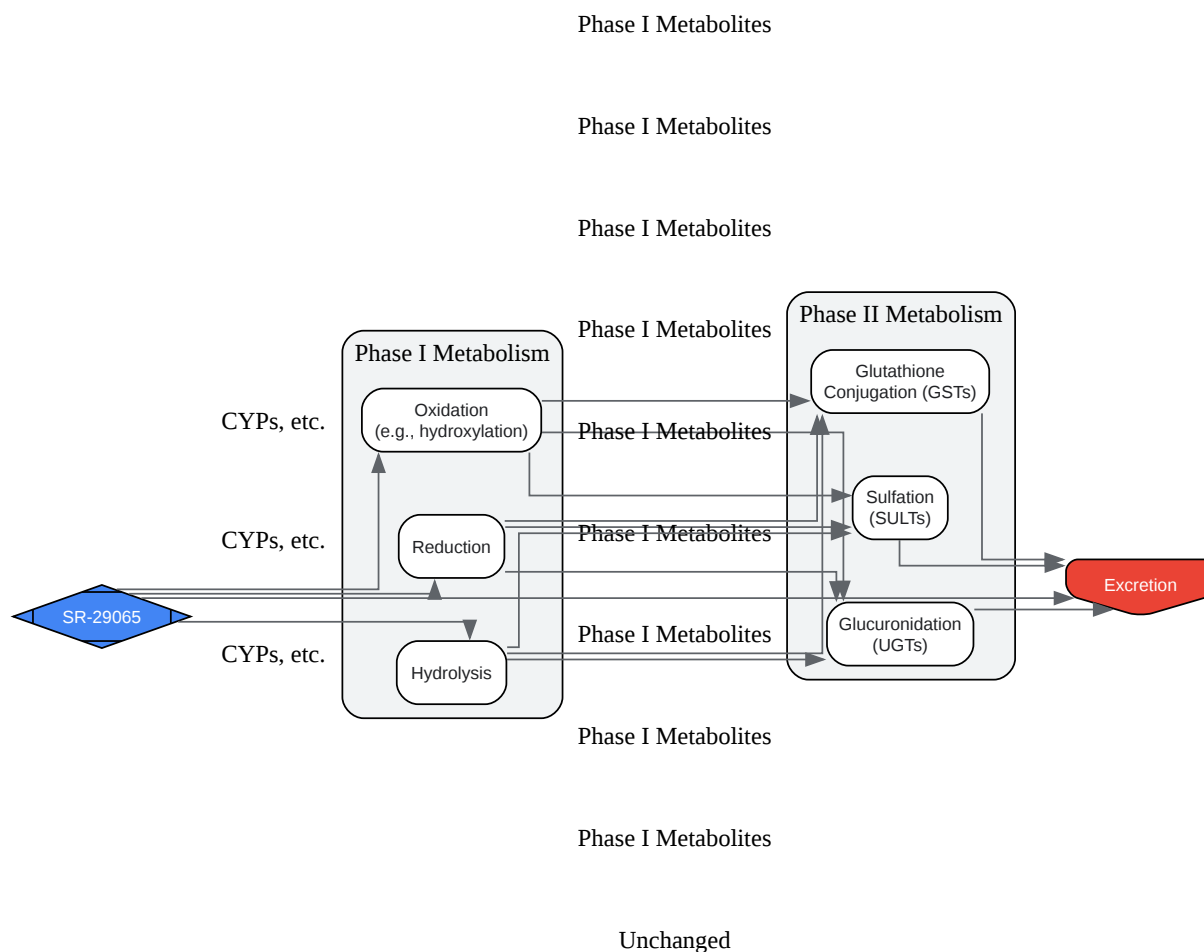 Phase I Metabolites
Phase I Metabolites
Phase I Metabolites
Phase II Metabolism
Phase I Metabolites
Phase I Metabolism
Glutathione
Conjugation (GSTs)
Oxidation
(e.g., hydroxylation)
CYPs, etc.
Phase I Metabolites
Sulfation
(SULTs)
Phase I Metabolites
CYPs, etc.
Reduction
Excretion
SR-29065
Glucuronidation
(UGTs)
Phase I Metabolites
CYPs, etc.
Hydrolysis
Phase I Metabolites
Phase I Metabolites
Unchanged